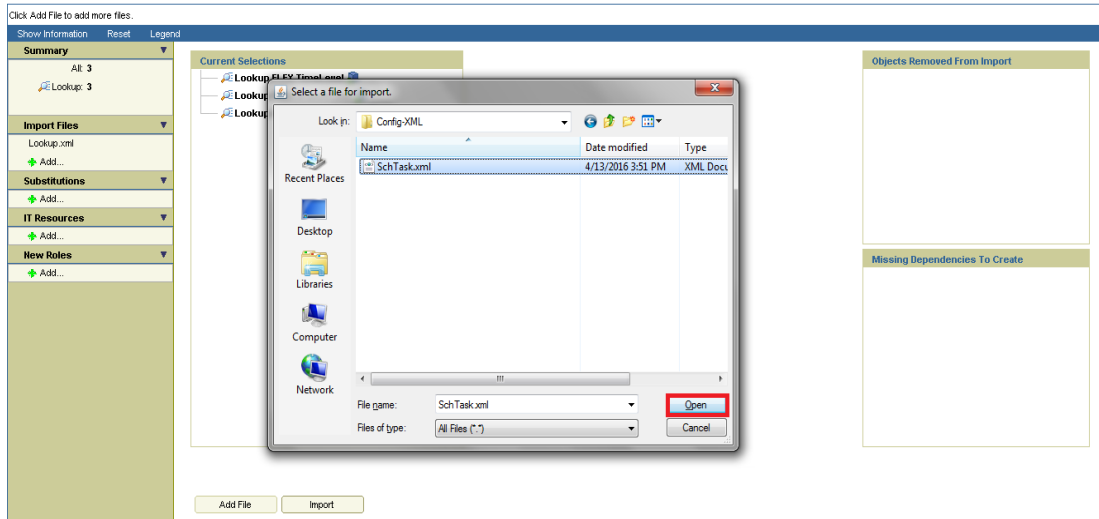 Click Add File to add more files.
Show Information Reset Legend
Summary
All: 3
Lookup: 3
Import Files
Lookup.xml
Add...
Substitutions
Add...
IT Resources
Add...
New Roles
Add...
Current Selections
Lookup.FLEX.TimeLevel
Lookup
Lookup
Objects Removed From Import
Missing Dependencies To Create
Select a file for import.
Look in: Config-XML
Recent Places
Desktop
Libraries
Computer
Network
Name Date modified Type
SchTask.xml 4/13/2016 3:51 PM XML Docu
File name: SchTask.xml Open
Files of type: All Files (*.*) Cancel
Add File Import